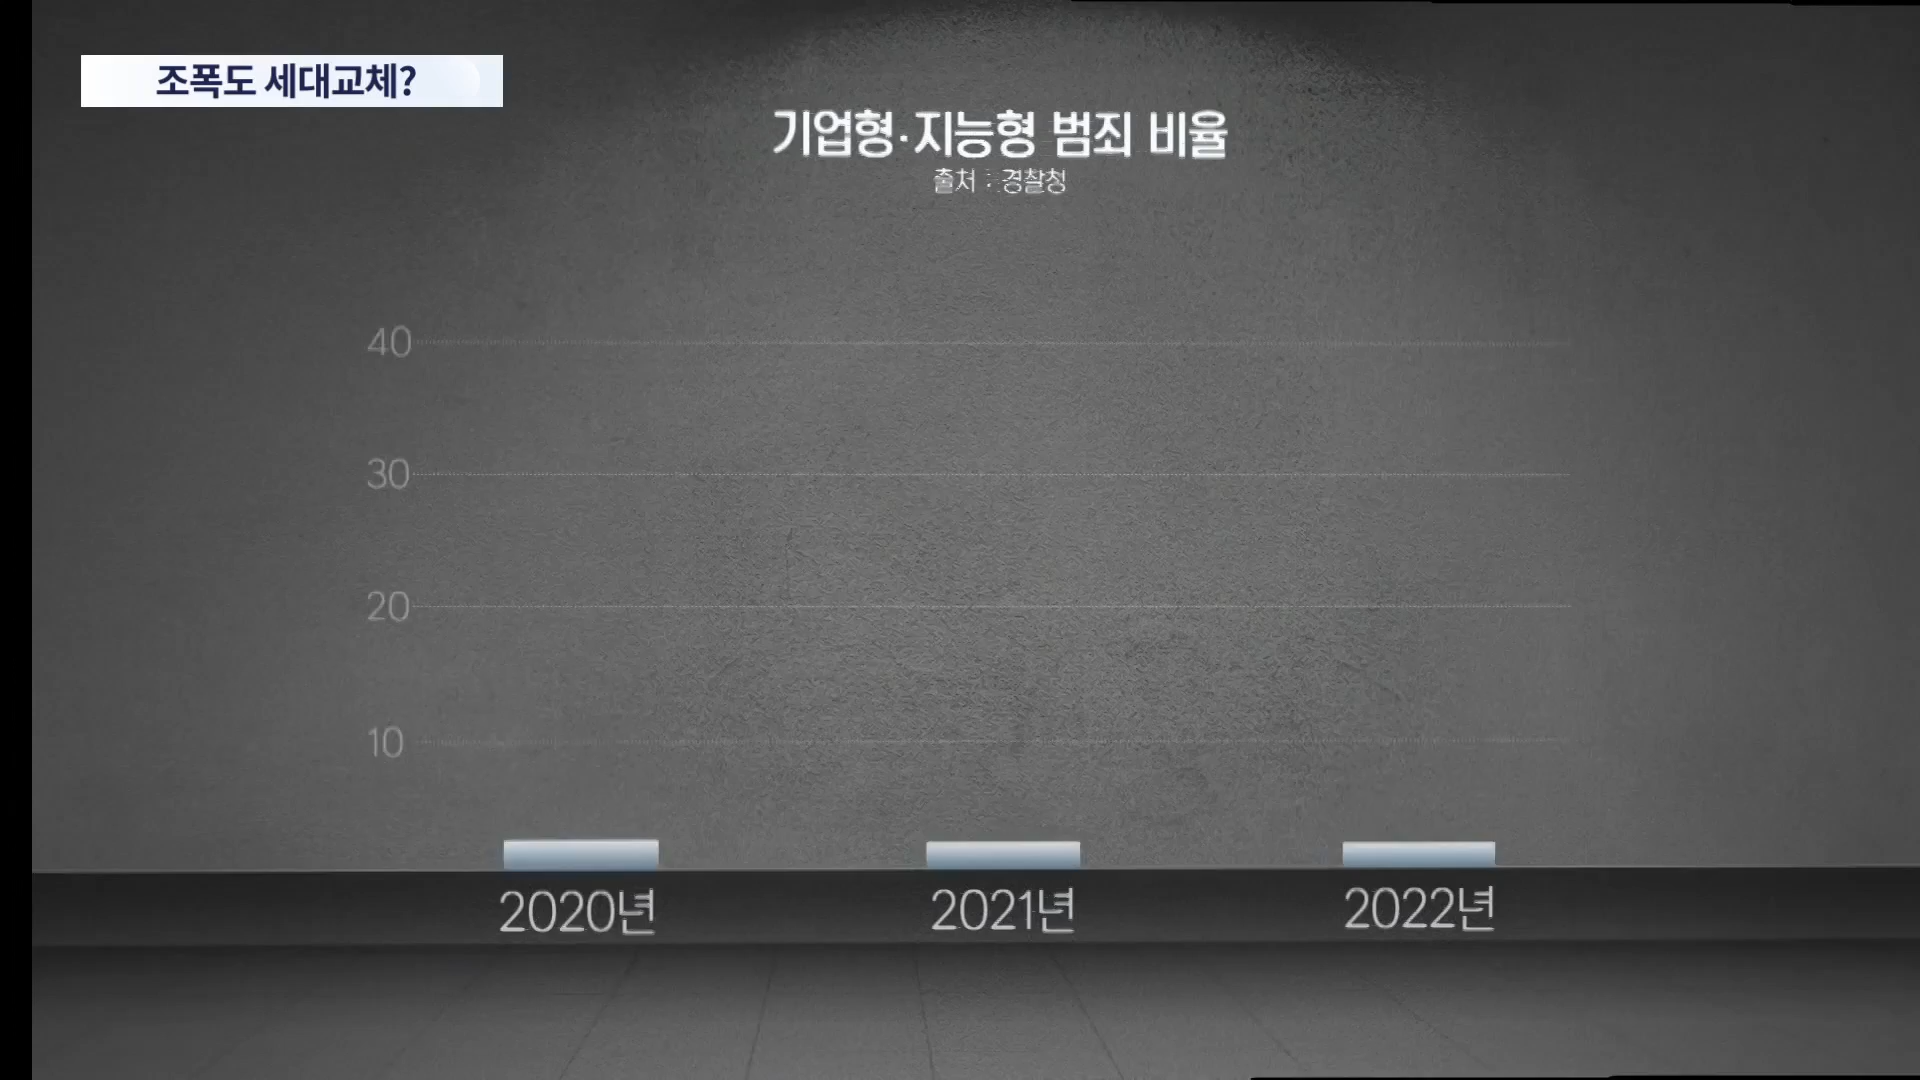 조폭도 세대교체?
기업형·지능형 범죄 비율
출처 : 경찰청
40
30
20
10
2020년 2021년 2022년